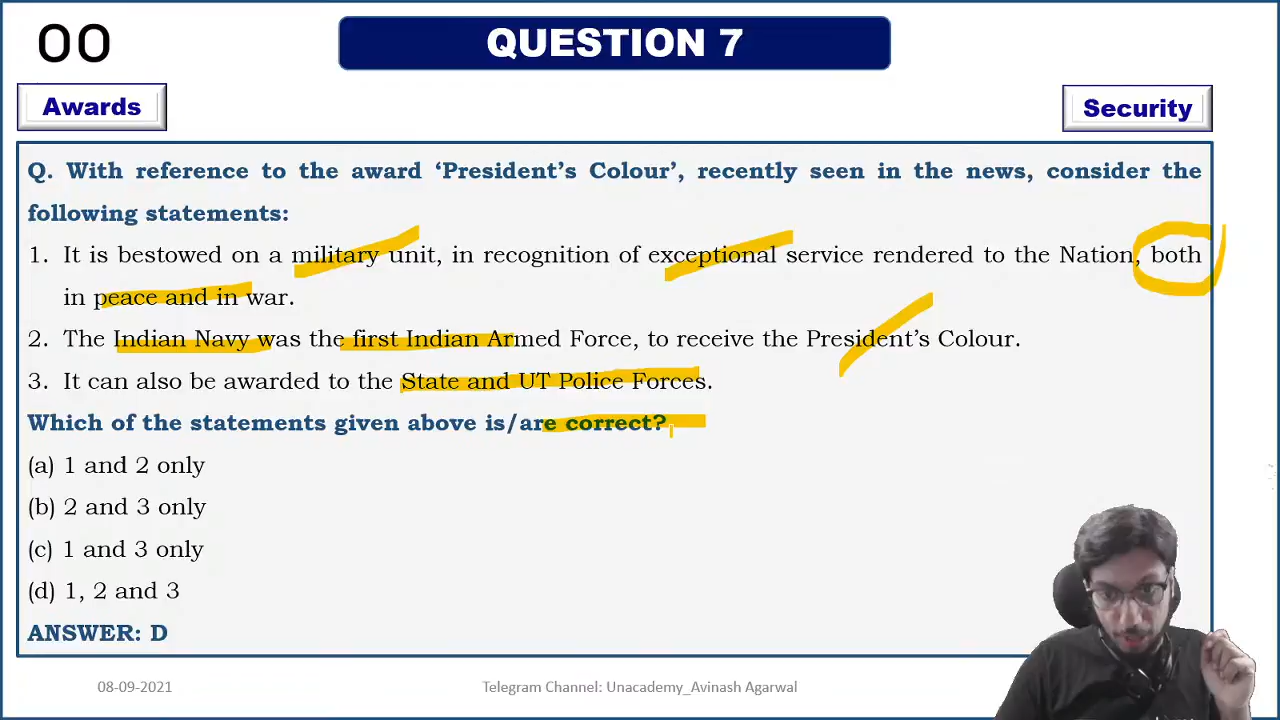 00
QUESTION 7
Awards
Security
Q. With reference to the award ‘President’s Colour’, recently seen in the news, consider the
following statements:
1. It is bestowed on a military unit, in recognition of exceptional service rendered to the Nation, both
in peace and in war.
2. The Indian Navy was the first Indian Armed Force, to receive the President’s Colour.
3. It can also be awarded to the State and UT Police Forces.
Which of the statements given above is/are correct?
(a) 1 and 2 only
(b) 2 and 3 only
(c) 1 and 3 only
(d) 1, 2 and 3
ANSWER: D
08-09-2021
Telegram Channel: Unacademy_Avinash Agarwal